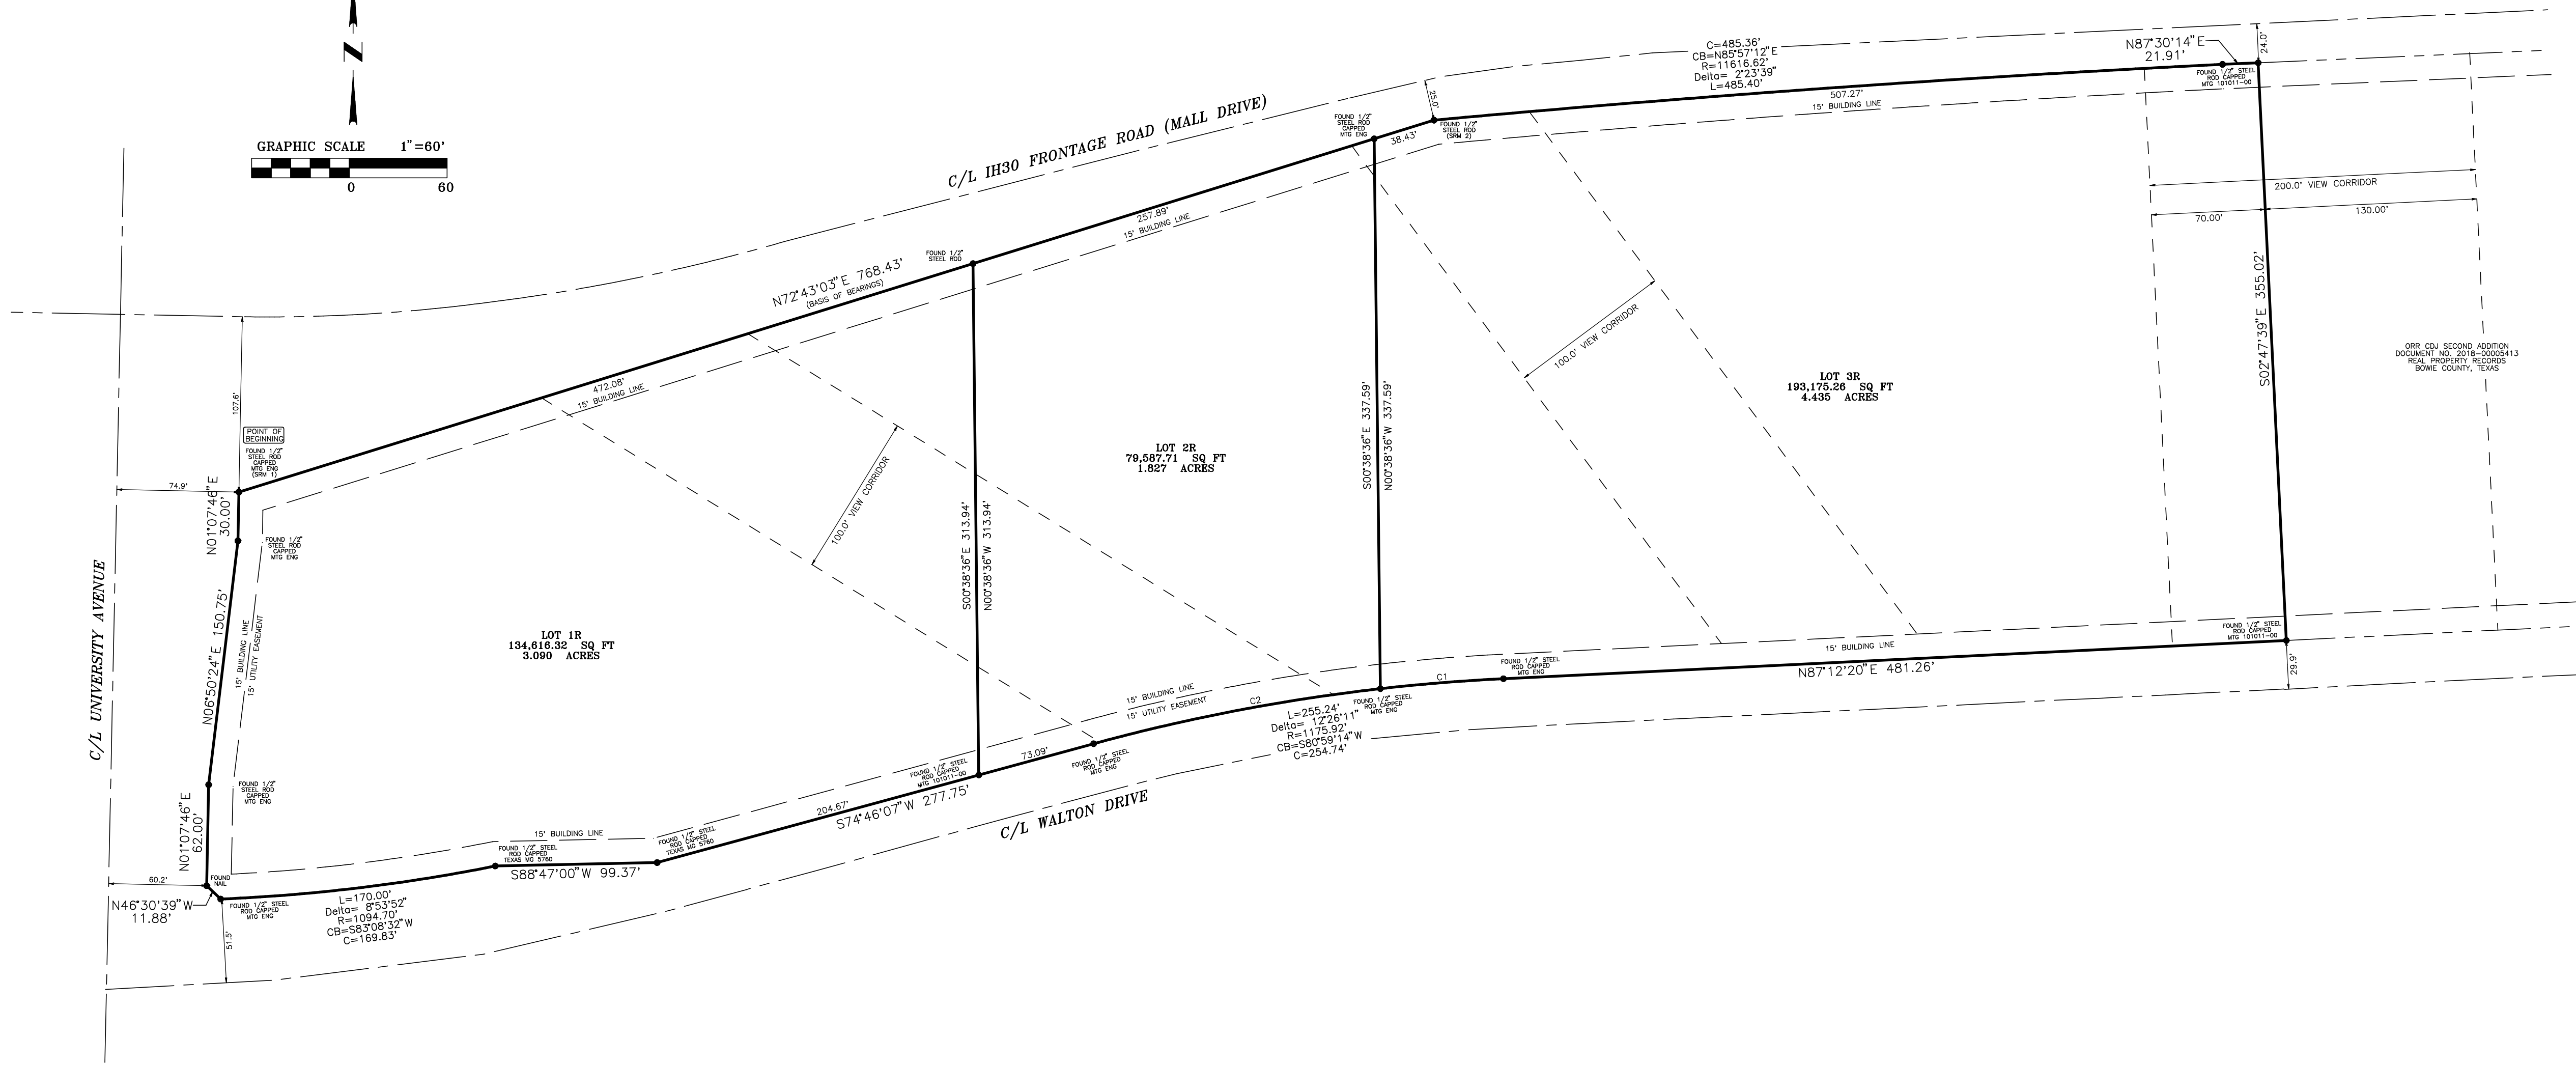 N
GRAPHIC SCALE 1"=60'
0 60
C/L IH30 FRONTAGE ROAD (MALL DRIVE)
C=485.36'
CB=N85°57'12"E
R=11616.62'
Delta= 2°23'39"
L=485.40'
N87°30'14"E
21.91'
24.0'
FOUND 1/2" STEEL
ROD CAPPED
MTG 101011-00
507.27'
15' BUILDING LINE
25.0'
FOUND 1/2"
STEEL ROD
CAPPED
MTG ENG
38.43'
FOUND 1/2"
STEEL ROD
(SRM 2)
257.89'
15' BUILDING LINE
FOUND 1/2"
STEEL ROD
N72°43'03"E 768.43'
(BASIS OF BEARINGS)
472.08'
15' BUILDING LINE
107.6'
POINT OF
BEGINNING
FOUND 1/2"
STEEL ROD
CAPPED
MTG ENG
(SRM 1)
74.9'
N01°07'46"E
30.00'
FOUND 1/2"
STEEL ROD
CAPPED
MTG ENG
C/L UNIVERSITY AVENUE
N06°50'24"E 150.75'
15' BUILDING LINE
15' UTILITY EASEMENT
FOUND 1/2"
STEEL ROD
CAPPED
MTG ENG
N01°07'46"E
62.00'
60.2'
FOUND
NAIL
N46°30'39"W
11.88'
FOUND 1/2" STEEL
ROD CAPPED
MTG ENG
51.5'
L=170.00'
Delta= 8°53'52"
R=1094.70'
CB=S83°08'32"W
C=169.83'
15' BUILDING LINE
FOUND 1/2" STEEL
ROD CAPPED
TEXAS MG 5760
S88°47'00"W 99.37'
FOUND 1/2" STEEL
ROD CAPPED
TEXAS MG 5760
204.67'
S74°46'07"W 277.75'
FOUND 1/2" STEEL
ROD CAPPED
MTG 101011-00
73.09'
FOUND 1/2" STEEL
ROD CAPPED
MTG ENG
C/L WALTON DRIVE
15' BUILDING LINE
15' UTILITY EASEMENT
C2
L=255.24'
Delta= 12°26'11"
R=1175.92'
CB=S80°59'14"W
C=254.74'
FOUND 1/2" STEEL
ROD CAPPED
MTG ENG
C1
FOUND 1/2" STEEL
ROD CAPPED
MTG ENG
N87°12'20"E 481.26'
15' BUILDING LINE
FOUND 1/2" STEEL
ROD CAPPED
MTG 101011-00
29.9'
LOT 1R
134,616.32 SQ FT
3.090 ACRES
100.0' VIEW CORRIDOR
S00°38'36"E 313.94'
N00°38'36"W 313.94'
LOT 2R
79,587.71 SQ FT
1.827 ACRES
S00°38'36"E 337.59'
N00°38'36"W 337.59'
100.0' VIEW CORRIDOR
LOT 3R
193,175.26 SQ FT
4.435 ACRES
200.0' VIEW CORRIDOR
70.00'
130.00'
S02°47'39"E 355.02'
ORR CDJ SECOND ADDITION
DOCUMENT NO. 2018-00005413
REAL PROPERTY RECORDS
BOWIE COUNTY, TEXAS